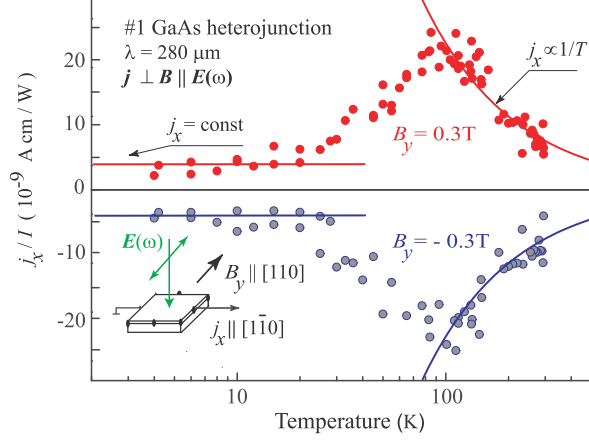 #1 GaAs heterojunction
λ = 280 μm
j ⊥ B || E(ω)
j_x ∝ 1/T
j_x = const
B_y = 0.3T
B_y = - 0.3T
E(ω)
B_y || [110]
j_x || [11̄0]
20
10
0
-10
-20
j_x / I ( 10⁻⁹ A cm / W )
10
100
Temperature (K)